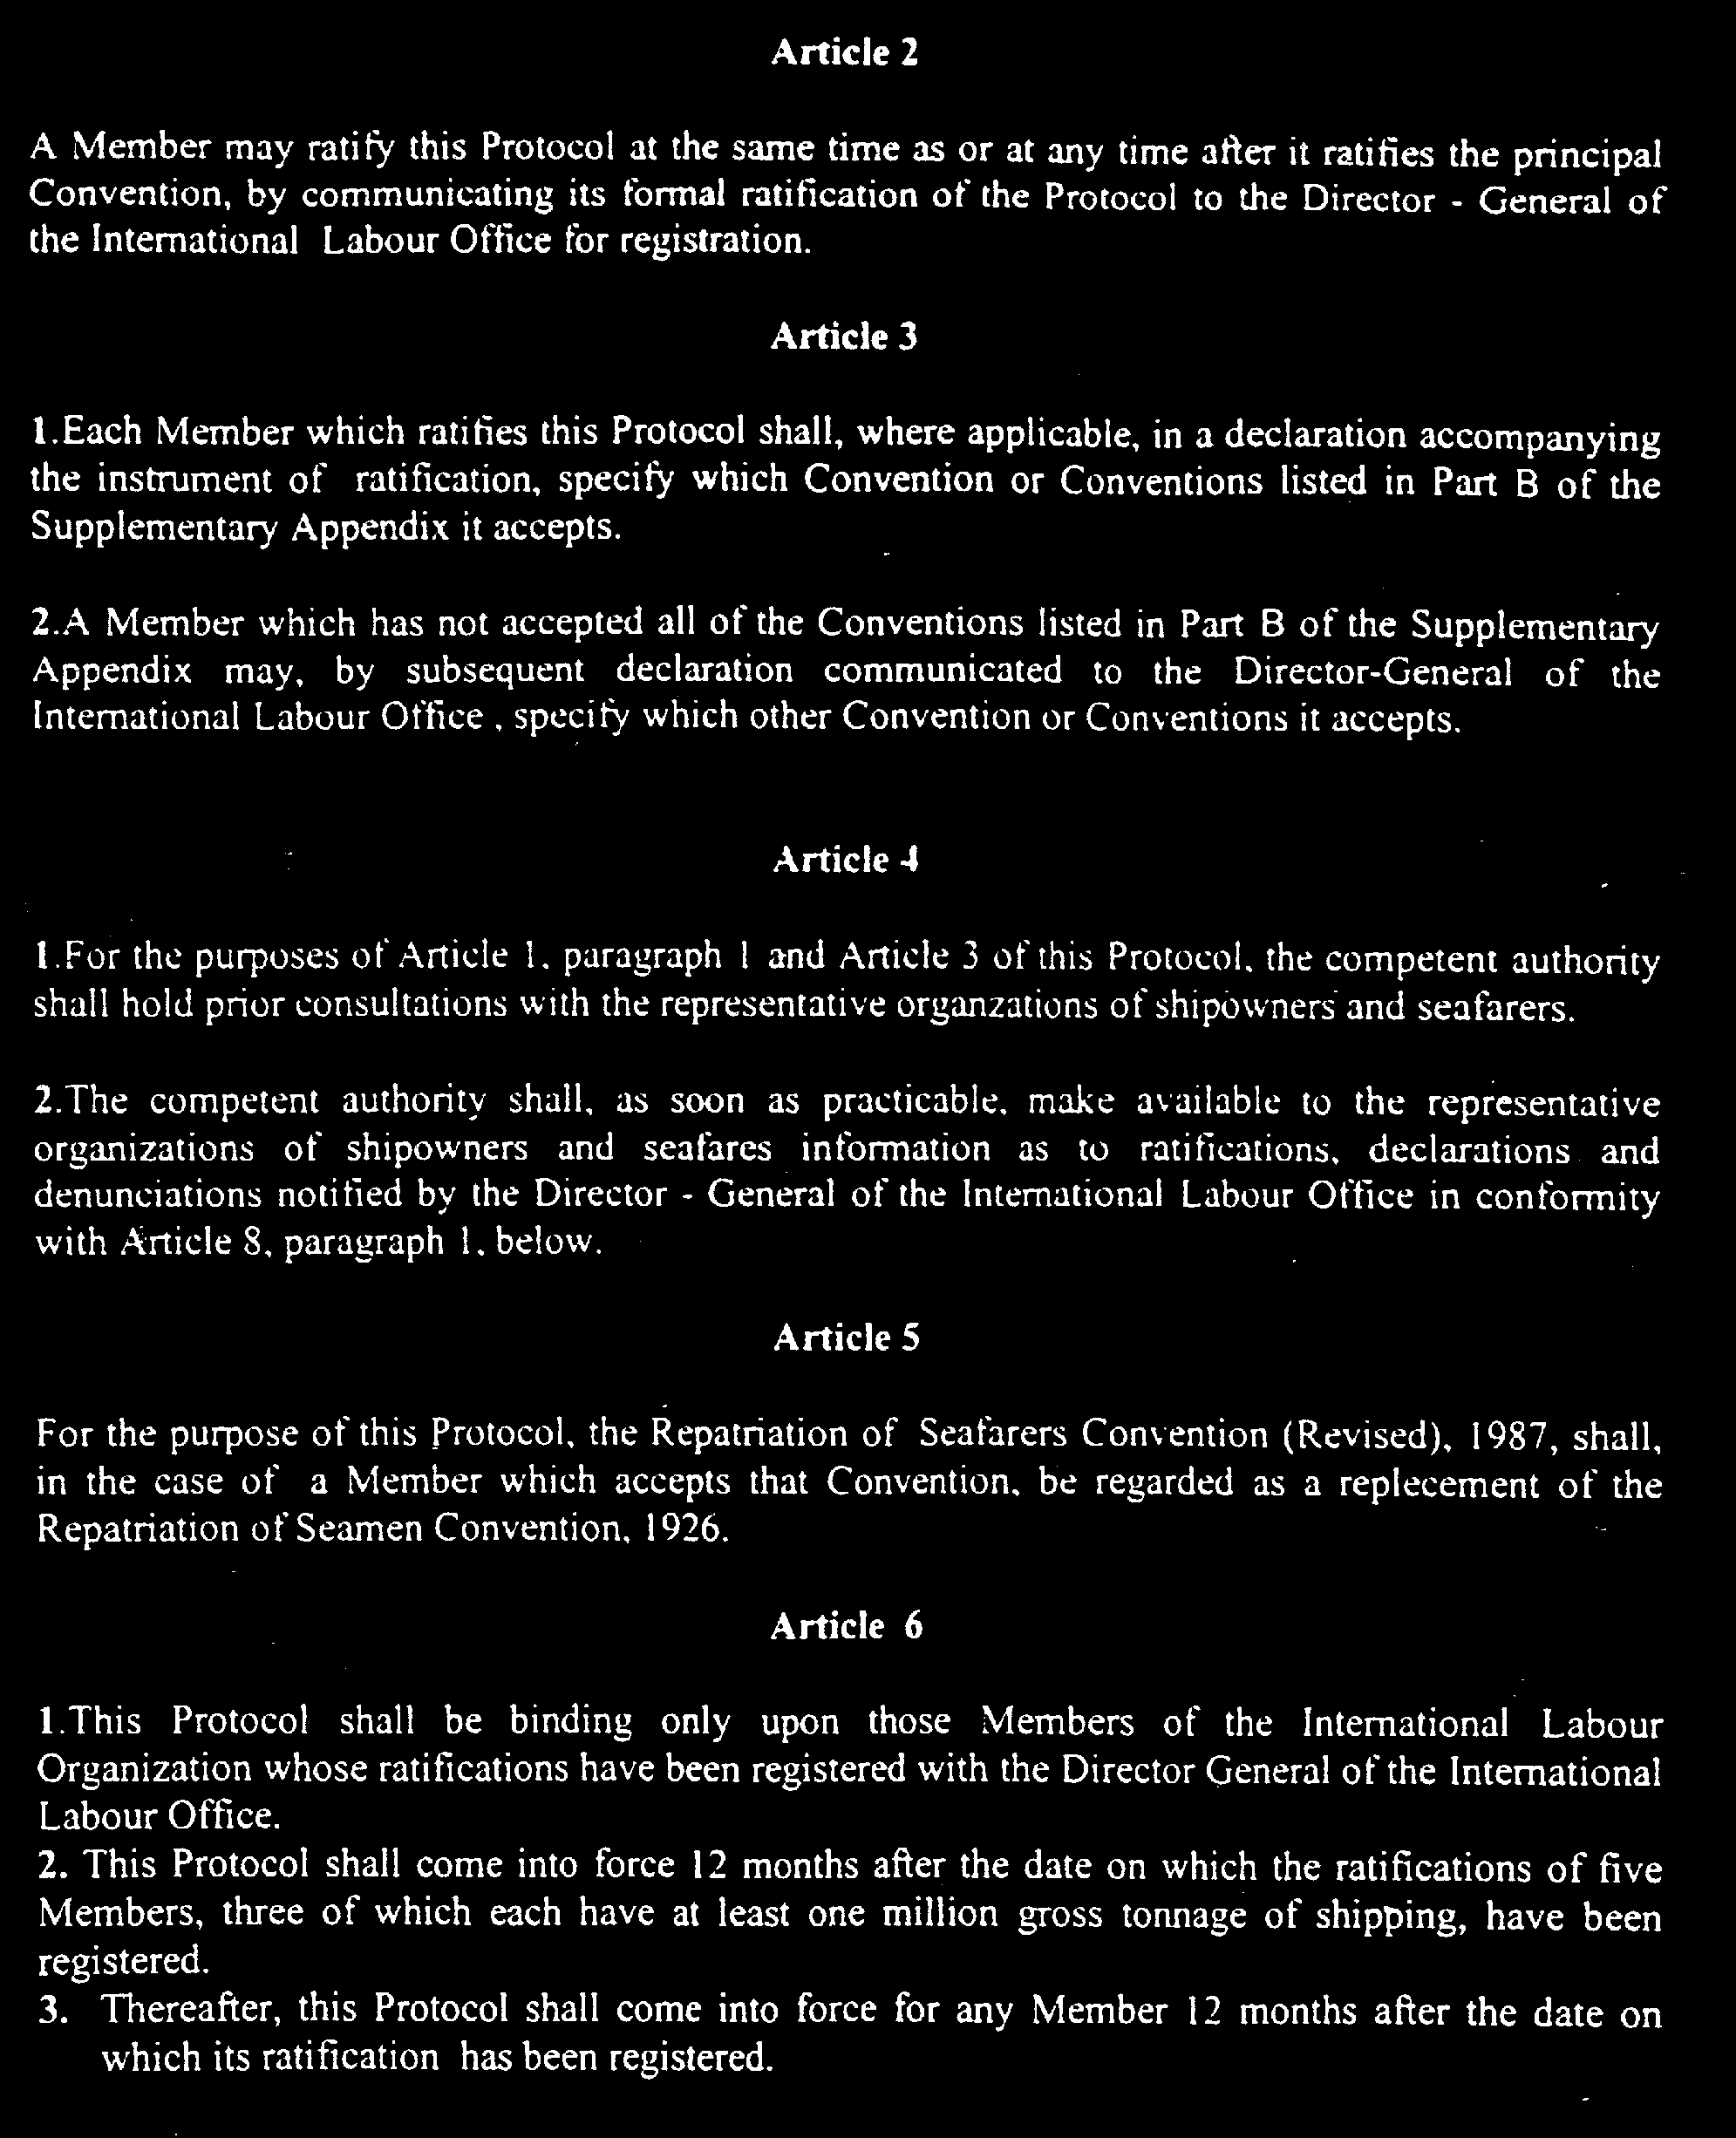 Article 2
A Member may ratify this Protocol at the same time as or at any time after it ratifies the principal
Convention, by communicating its formal ratification of the Protocol to the Director - General of
the International Labour Office for registration.
Article 3
1.Each Member which ratifies this Protocol shall, where applicable, in a declaration accompanying
the instrument of ratification, specify which Convention or Conventions listed in Part B of the
Supplementary Appendix it accepts.
2.A Member which has not accepted all of the Conventions listed in Part B of the Supplementary
Appendix may, by subsequent declaration communicated to the Director-General of the
International Labour Office , specify which other Convention or Conventions it accepts.
Article 4
1.For the purposes of Article 1, paragraph 1 and Article 3 of this Protocol, the competent authority
shall hold prior consultations with the representative organzations of shipowners and seafarers.
2.The competent authority shall, as soon as practicable, make available to the representative
organizations of shipowners and seafares information as to ratifications, declarations and
denunciations notified by the Director - General of the International Labour Office in conformity
with Article 8, paragraph 1, below.
Article 5
For the purpose of this Protocol, the Repatriation of Seafarers Convention (Revised), 1987, shall,
in the case of a Member which accepts that Convention, be regarded as a replecement of the
Repatriation of Seamen Convention, 1926.
Article 6
1.This Protocol shall be binding only upon those Members of the International Labour
Organization whose ratifications have been registered with the Director General of the International
Labour Office.
2. This Protocol shall come into force 12 months after the date on which the ratifications of five
Members, three of which each have at least one million gross tonnage of shipping, have been
registered.
3. Thereafter, this Protocol shall come into force for any Member 12 months after the date on
which its ratification has been registered.